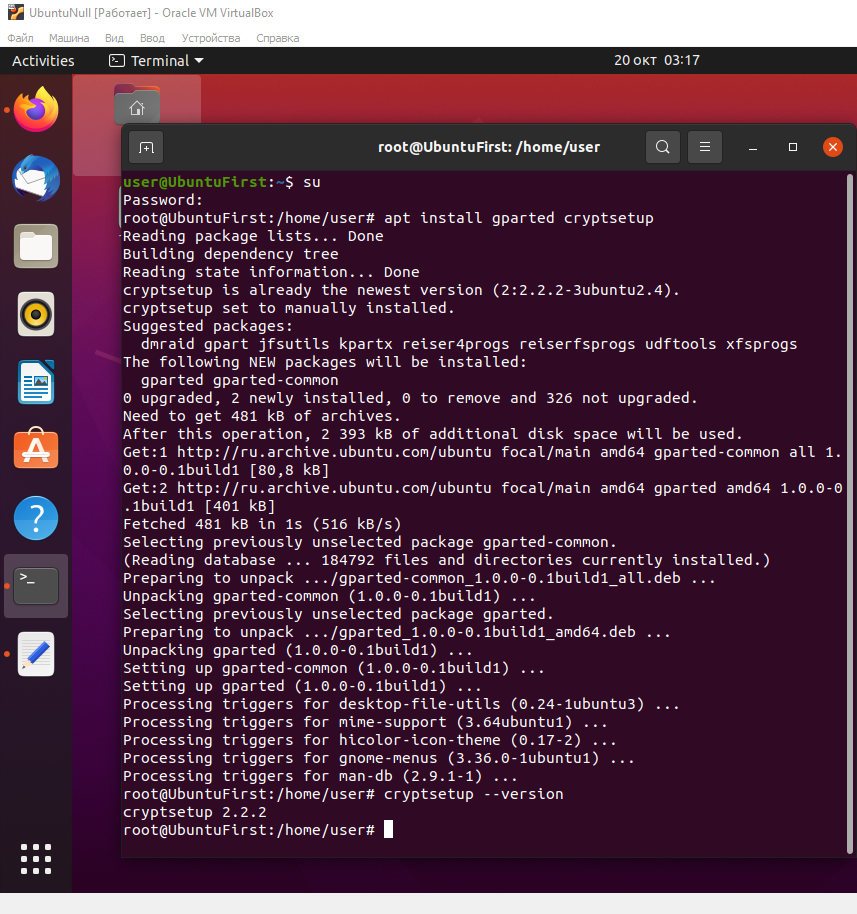 UbuntuNull [Работает] - Oracle VM VirtualBox
Файл Машина Вид Ввод Устройства Справка
Activities Terminal 20 окт 03:17
root@UbuntuFirst: /home/user
user@UbuntuFirst:~$ su
Password:
root@UbuntuFirst:/home/user# apt install gparted cryptsetup
Reading package lists... Done
Building dependency tree
Reading state information... Done
cryptsetup is already the newest version (2:2.2.2-3ubuntu2.4).
cryptsetup set to manually installed.
Suggested packages:
  dmraid gpart jfsutils kpartx reiser4progs reiserfsprogs udftools xfsprogs
The following NEW packages will be installed:
  gparted gparted-common
0 upgraded, 2 newly installed, 0 to remove and 326 not upgraded.
Need to get 481 kB of archives.
After this operation, 2 393 kB of additional disk space will be used.
Get:1 http://ru.archive.ubuntu.com/ubuntu focal/main amd64 gparted-common all 1.
0.0-0.1build1 [80,8 kB]
Get:2 http://ru.archive.ubuntu.com/ubuntu focal/main amd64 gparted amd64 1.0.0-0
.1build1 [401 kB]
Fetched 481 kB in 1s (516 kB/s)
Selecting previously unselected package gparted-common.
(Reading database ... 184792 files and directories currently installed.)
Preparing to unpack .../gparted-common_1.0.0-0.1build1_all.deb ...
Unpacking gparted-common (1.0.0-0.1build1) ...
Selecting previously unselected package gparted.
Preparing to unpack .../gparted_1.0.0-0.1build1_amd64.deb ...
Unpacking gparted (1.0.0-0.1build1) ...
Setting up gparted-common (1.0.0-0.1build1) ...
Setting up gparted (1.0.0-0.1build1) ...
Processing triggers for desktop-file-utils (0.24-1ubuntu3) ...
Processing triggers for mime-support (3.64ubuntu1) ...
Processing triggers for hicolor-icon-theme (0.17-2) ...
Processing triggers for gnome-menus (3.36.0-1ubuntu1) ...
Processing triggers for man-db (2.9.1-1) ...
root@UbuntuFirst:/home/user# cryptsetup --version
cryptsetup 2.2.2
root@UbuntuFirst:/home/user#